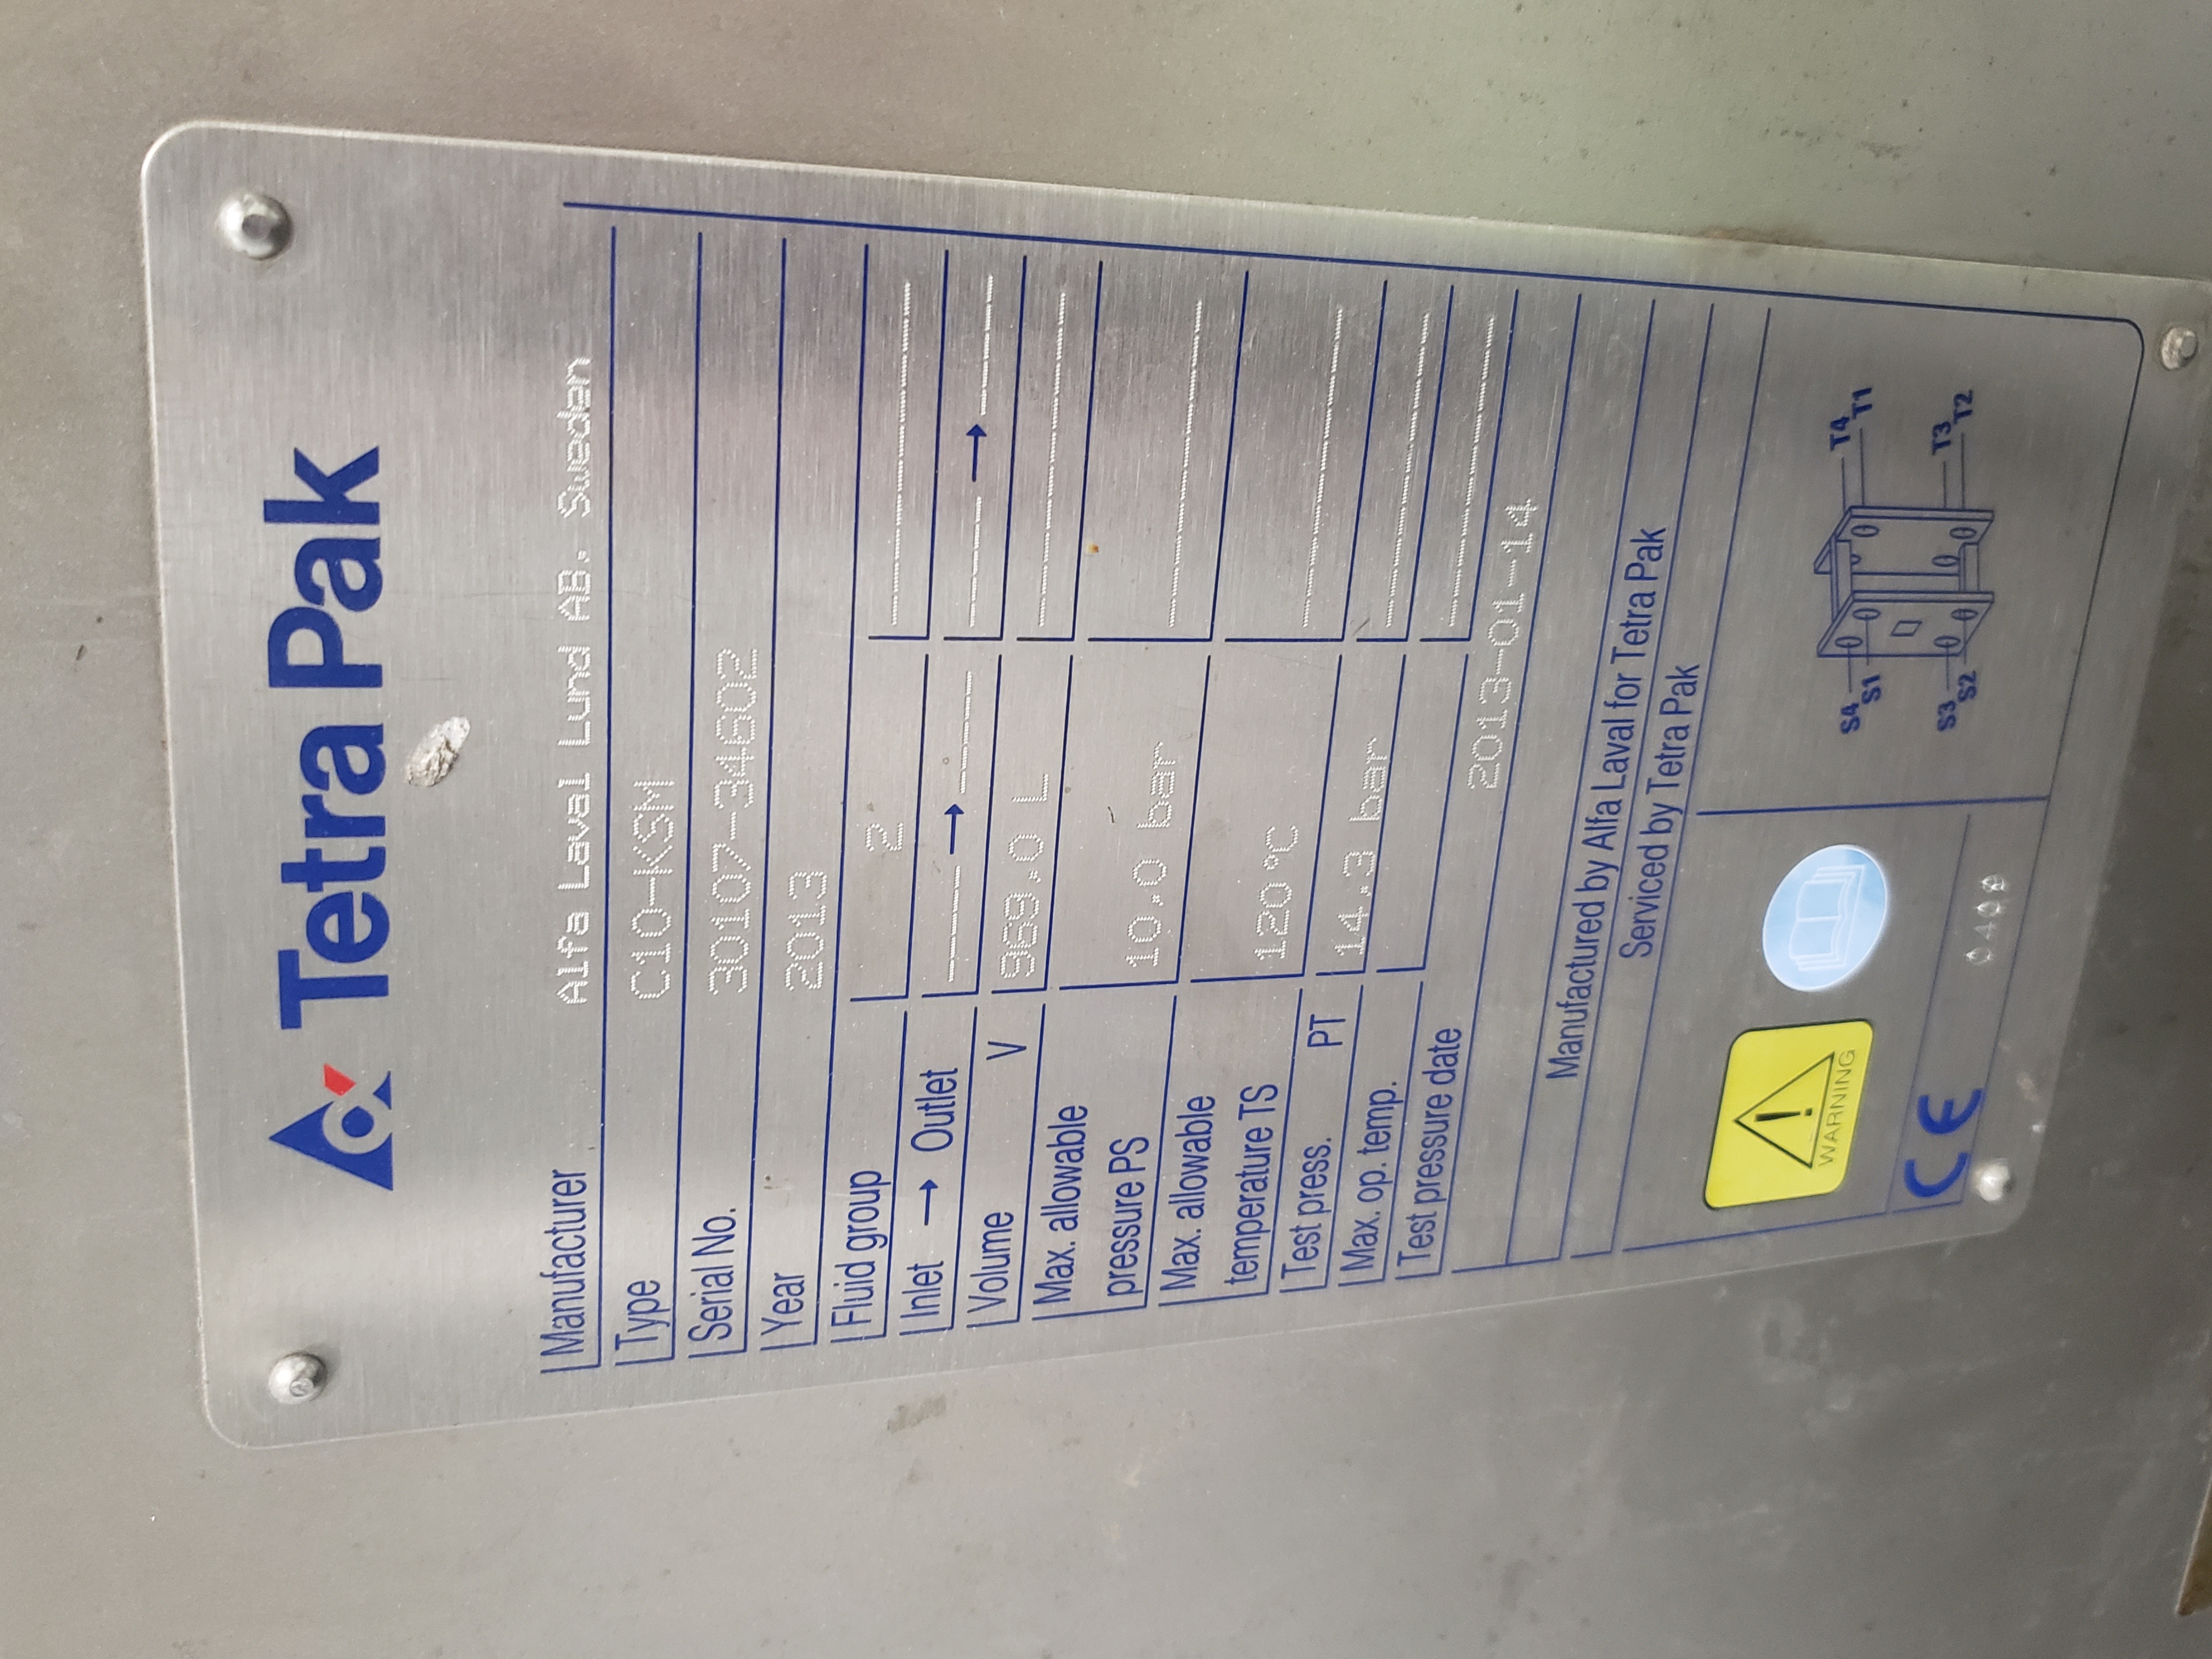 Tetra Pak
Manufacturer Alfa Laval Lund AB. Sweden
Type C10-KSM
Serial No. 30107-34602
Year 2013
Fluid group 2 ----------
Inlet → Outlet ---- → ---- ---- → ----
Volume V ----------
Max. allowable
pressure PS 10.0 bar ----------
Max. allowable
temperature TS 120°C ----------
Test press. PT 14.3 bar ----------
Max. op. temp. ----------
Test pressure date 2013-01-14
Manufactured by Alfa Laval for Tetra Pak
Serviced by Tetra Pak
WARNING
S4 T4
S1 T1
S3 T3
S2 T2
CE